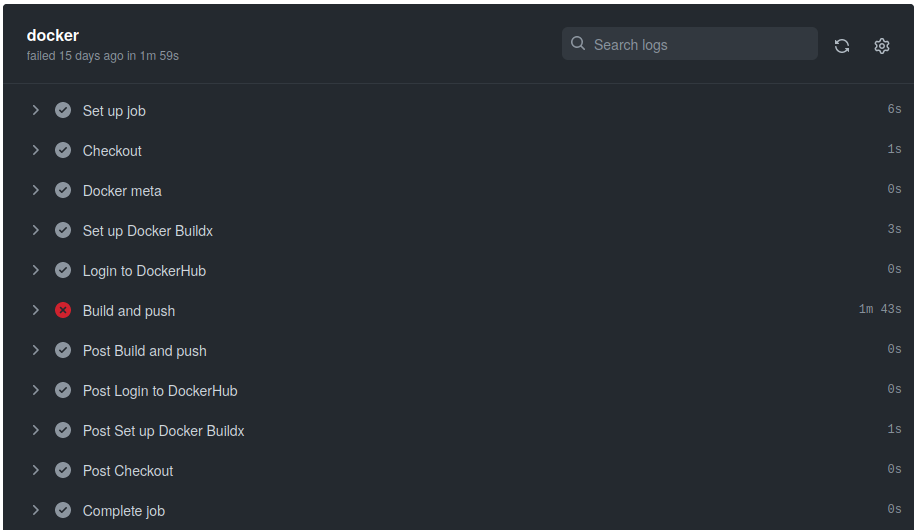 docker
failed 15 days ago in 1m 59s
Search logs
Set up job 6s
Checkout 1s
Docker meta 0s
Set up Docker Buildx 3s
Login to DockerHub 0s
Build and push 1m 43s
Post Build and push 0s
Post Login to DockerHub 0s
Post Set up Docker Buildx 1s
Post Checkout 0s
Complete job 0s